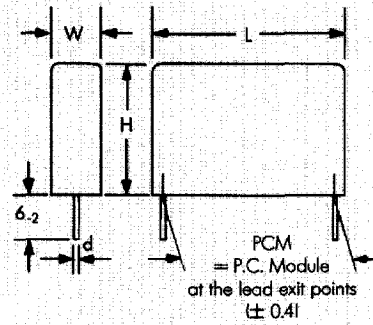 W
L
H
6-2
d
PCM
= P.C. Module
at the lead exit points
(± 0.4)